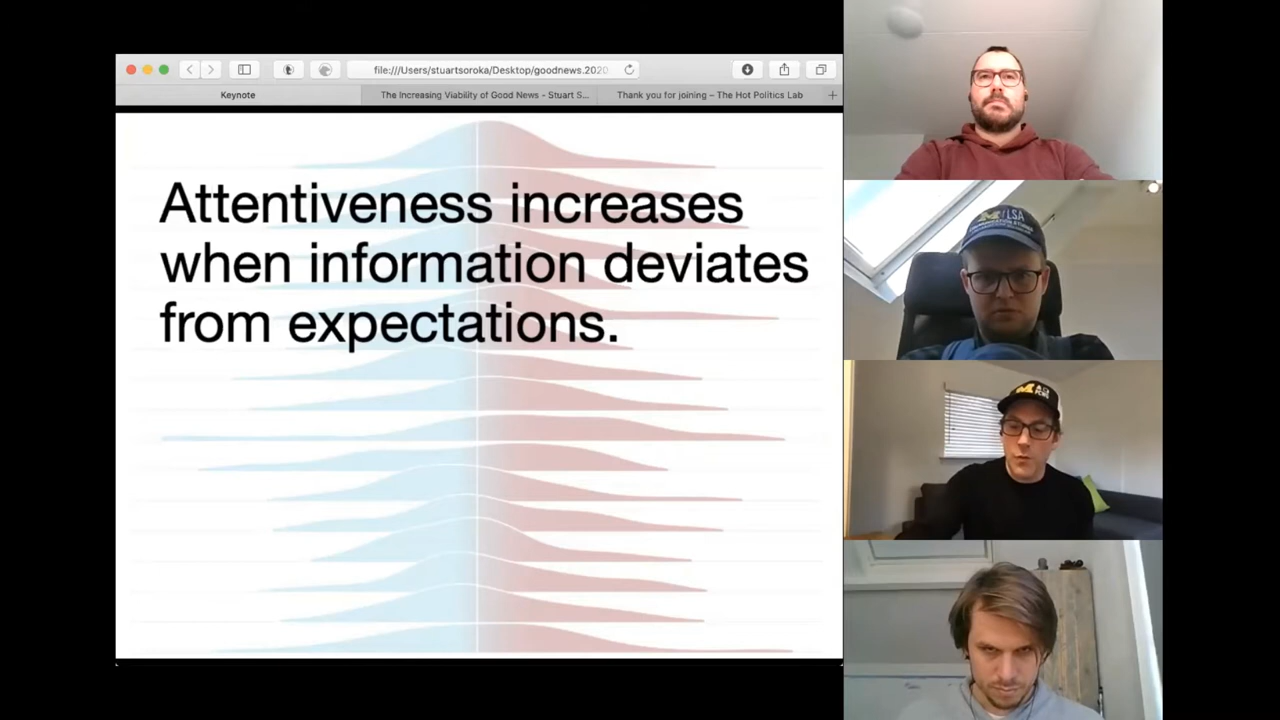 file:///Users/stuartsoroka/Desktop/goodnews.2020
Keynote
The Increasing Viability of Good News - Stuart S...
Thank you for joining – The Hot Politics Lab
Attentiveness increases
when information deviates
from expectations.
M | LSA
M